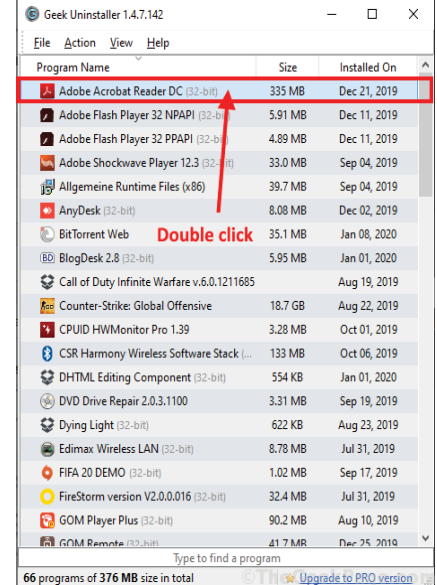 Geek Uninstaller 1.4.7.142
File Action View Help
Program Name Size Installed On
Adobe Acrobat Reader DC (32-bit) 335 MB Dec 21, 2019
Adobe Flash Player 32 NPAPI (32-bit) 5.91 MB Dec 11, 2019
Adobe Flash Player 32 PPAPI (32-bit) 4.89 MB Dec 11, 2019
Adobe Shockwave Player 12.3 (32-bit) 33.0 MB Sep 04, 2019
Allgemeine Runtime Files (x86) 39.7 MB Sep 04, 2019
AnyDesk (32-bit) 8.08 MB Dec 02, 2019
BitTorrent Web 35.1 MB Jan 08, 2020
Double click
BD BlogDesk 2.8 (32-bit) 5.95 MB Jan 01, 2020
Call of Duty Infinite Warfare v.6.0.1211685 Aug 19, 2019
Counter-Strike: Global Offensive 18.7 GB Aug 22, 2019
CPUID HWMonitor Pro 1.39 3.28 MB Oct 01, 2019
CSR Harmony Wireless Software Stack (... 133 MB Oct 06, 2019
DHTML Editing Component (32-bit) 554 KB Jan 01, 2020
DVD Drive Repair 2.0.3.1100 3.31 MB Sep 19, 2019
Dying Light (32-bit) 622 KB Aug 23, 2019
Edimax Wireless LAN (32-bit) 8.78 MB Jul 31, 2019
FIFA 20 DEMO (32-bit) 1.02 MB Sep 17, 2019
FireStorm version V2.0.0.016 (32-bit) 32.4 MB Jul 31, 2019
GOM Player Plus (32-bit) 90.2 MB Aug 10, 2019
GOM Remote (32-bit) 41.7 MB Dec 25, 2019
Type to find a program
66 programs of 376 MB size in total Upgrade to PRO version